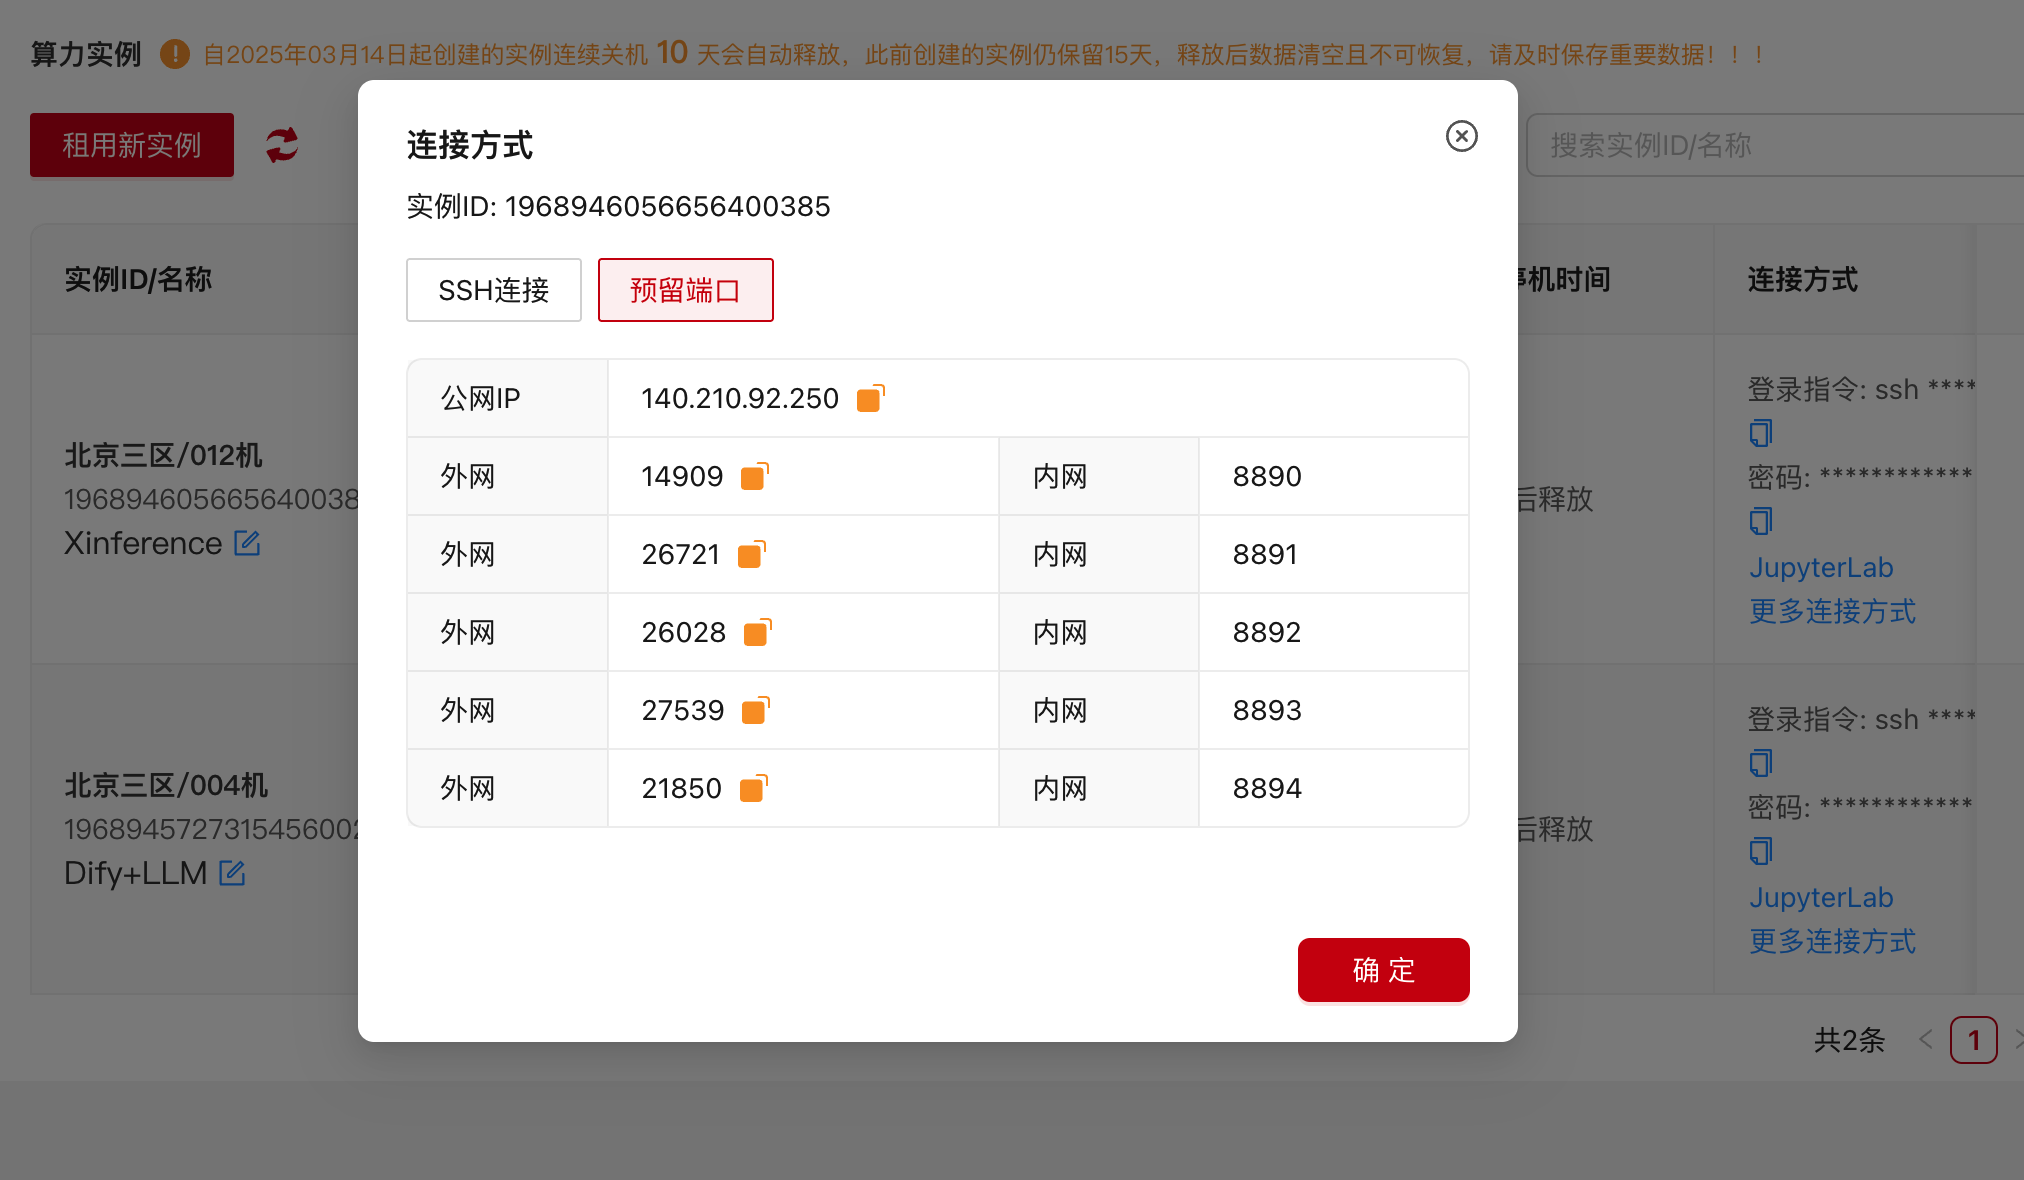 算力实例 自2025年03月14日起创建的实例连续关机 10 天会自动释放，此前创建的实例仍保留15天，释放后数据清空且不可恢复，请及时保存重要数据！！！
租用新实例
搜索实例ID/名称
连接方式
实例ID: 1968946056656400385
SSH连接 预留端口
公网IP 140.210.92.250
外网 14909 内网 8890
外网 26721 内网 8891
外网 26028 内网 8892
外网 27539 内网 8893
外网 21850 内网 8894
确 定
实例ID/名称
机时间
连接方式
北京三区/012机
196894605665640038
Xinference
后释放
登录指令: ssh ****
密码: ************
JupyterLab
更多连接方式
北京三区/004机
196894572731545600
Dify+LLM
后释放
登录指令: ssh ****
密码: ************
JupyterLab
更多连接方式
共2条 < 1 >